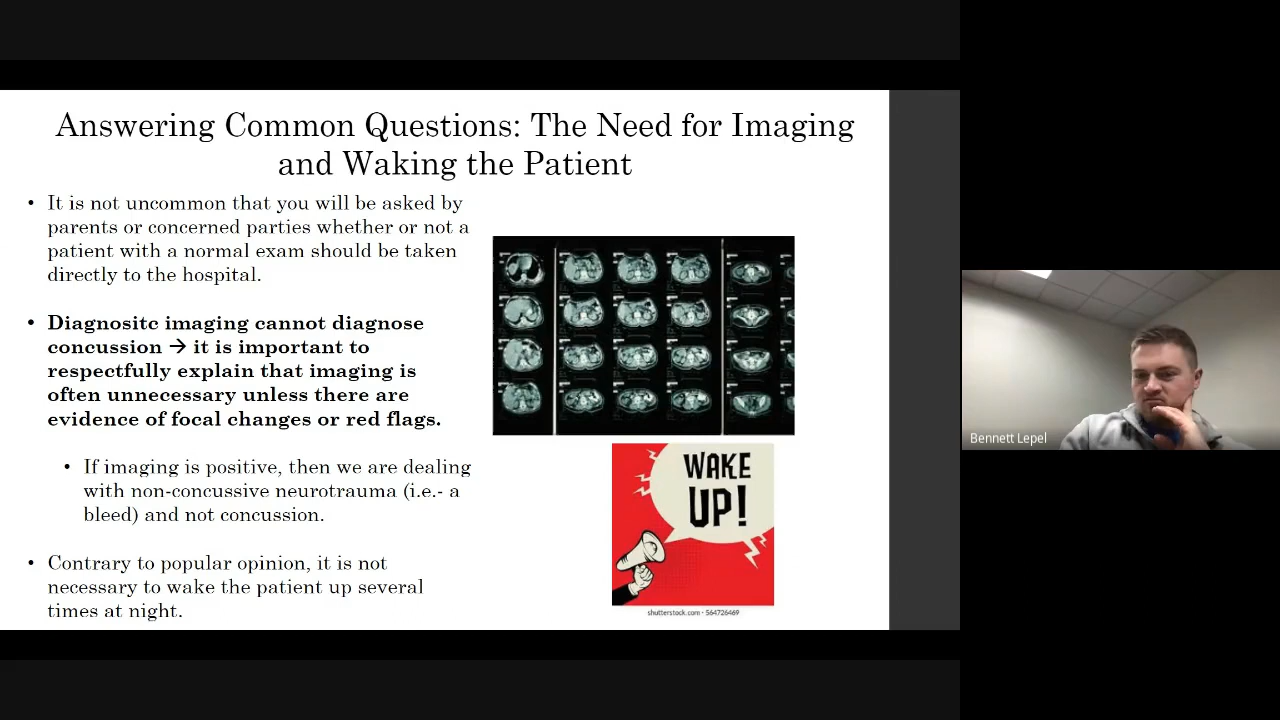 Answering Common Questions: The Need for Imaging
and Waking the Patient
• It is not uncommon that you will be asked by
parents or concerned parties whether or not a
patient with a normal exam should be taken
directly to the hospital.
• Diagnositc imaging cannot diagnose
concussion → it is important to
respectfully explain that imaging is
often unnecessary unless there are
evidence of focal changes or red flags.
• If imaging is positive, then we are dealing
with non-concussive neurotrauma (i.e.- a
bleed) and not concussion.
• Contrary to popular opinion, it is not
necessary to wake the patient up several
times at night.
WAKE
UP!
shutterstock.com · 564726469
Bennett Lepel